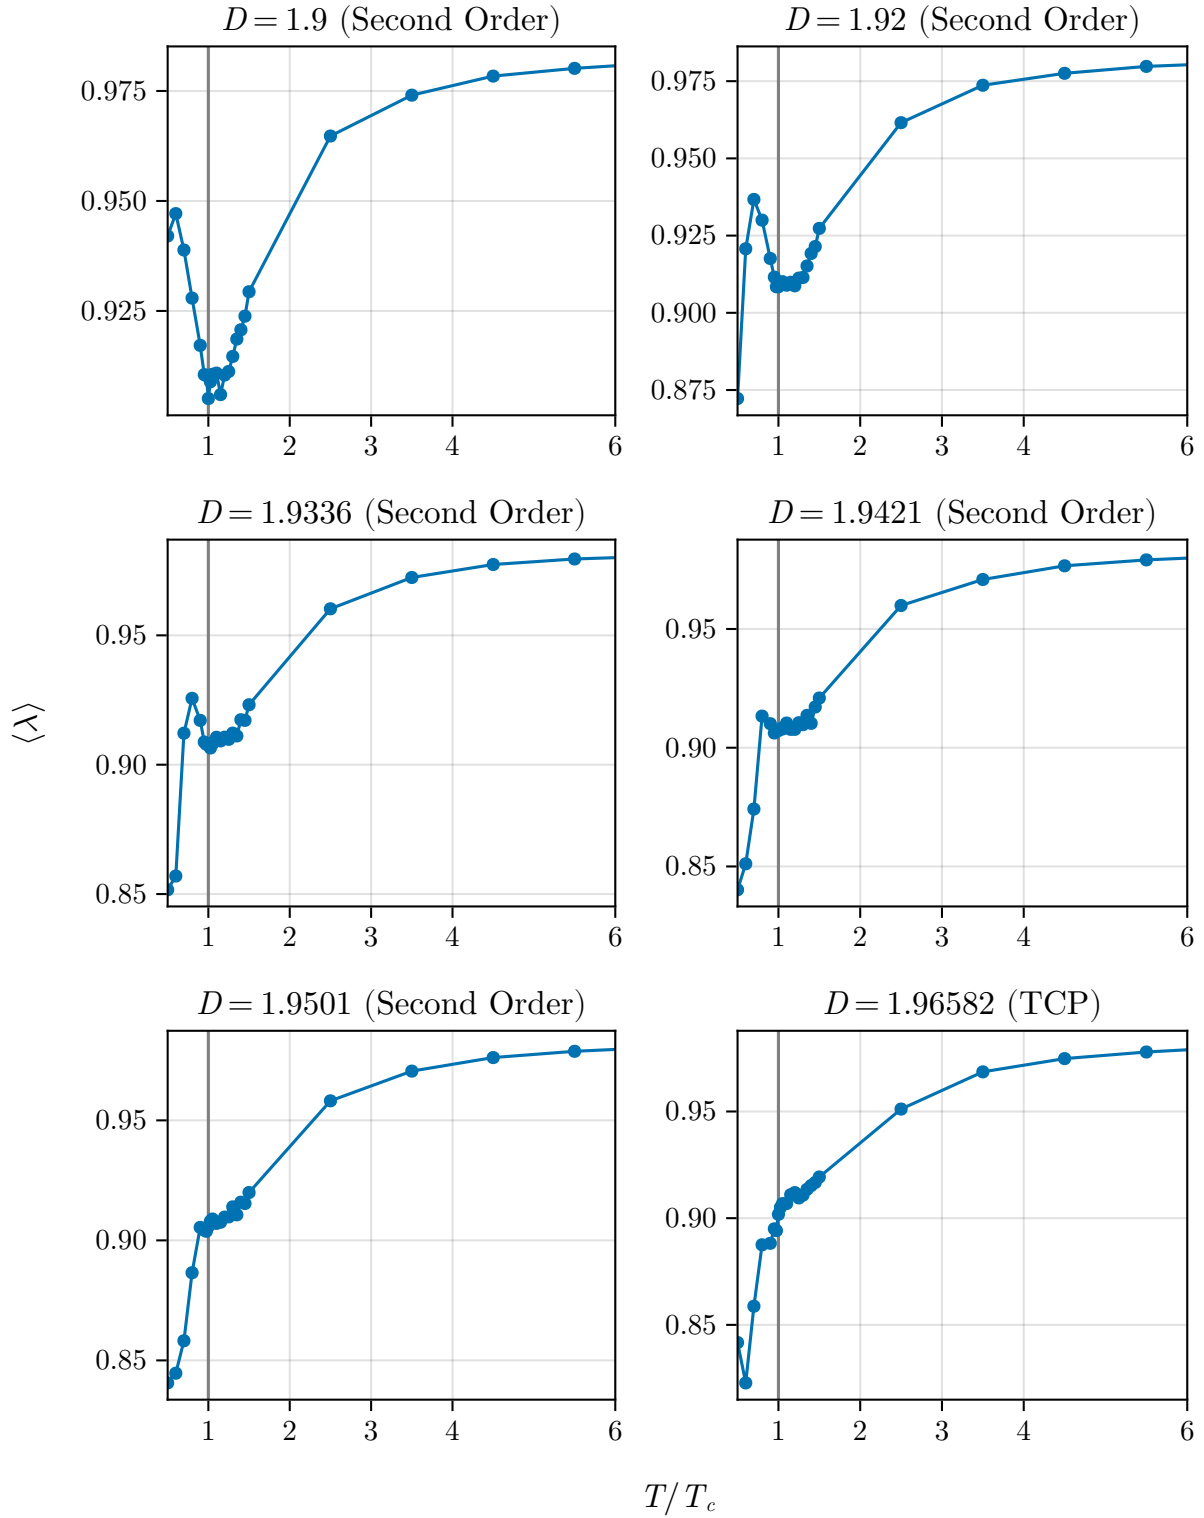 D = 1.9 (Second Order)
D = 1.92 (Second Order)
0.975
0.950
0.925
1 2 3 4 6
0.975
0.950
0.925
0.900
0.875
1 2 3 4 6
D = 1.9336 (Second Order)
D = 1.9421 (Second Order)
⟨λ⟩
0.95
0.90
0.85
1 2 3 4 6
0.95
0.90
0.85
1 2 3 4 6
D = 1.9501 (Second Order)
D = 1.96582 (TCP)
0.95
0.90
0.85
1 2 3 4 6
0.95
0.90
0.85
1 2 3 4 6
T/T_c